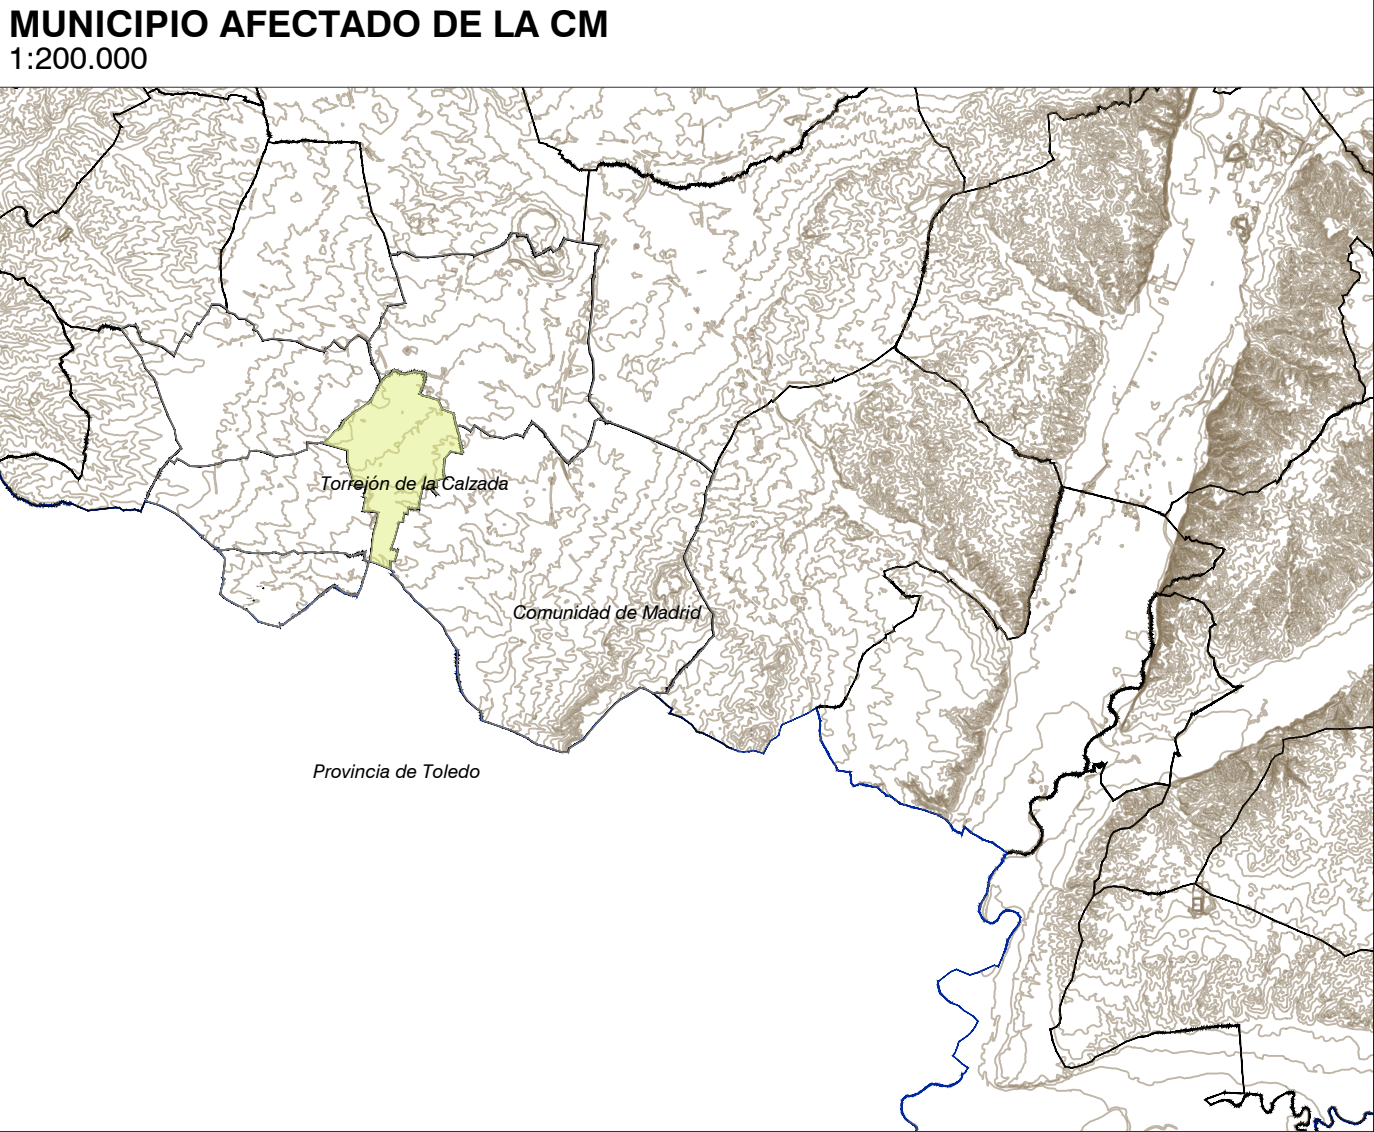 MUNICIPIO AFECTADO DE LA CM
1:200.000
Torrejón de la Calzada
Comunidad de Madrid
Provincia de Toledo